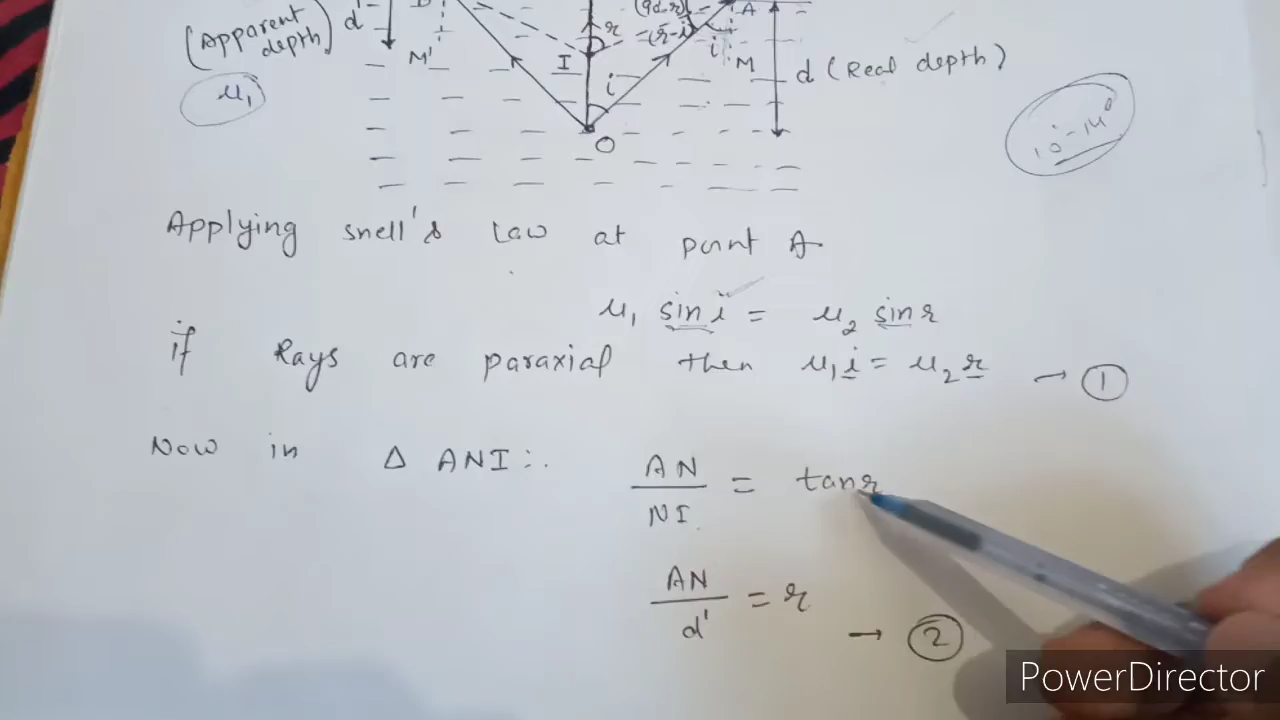 (Apparent depth) d'
(90-r)
= (r-i)
A
r
i
M'
I
i
M
d (Real depth)
μ₁
10°-14°
O
Applying snell's Law at point A
μ₁ sin i = μ₂ sin r
if Rays are paraxial then μ₁ i = μ₂ r → ①
Now in Δ ANI :.
AN / NI = tan r
AN / d' = r → ②
PowerDirector